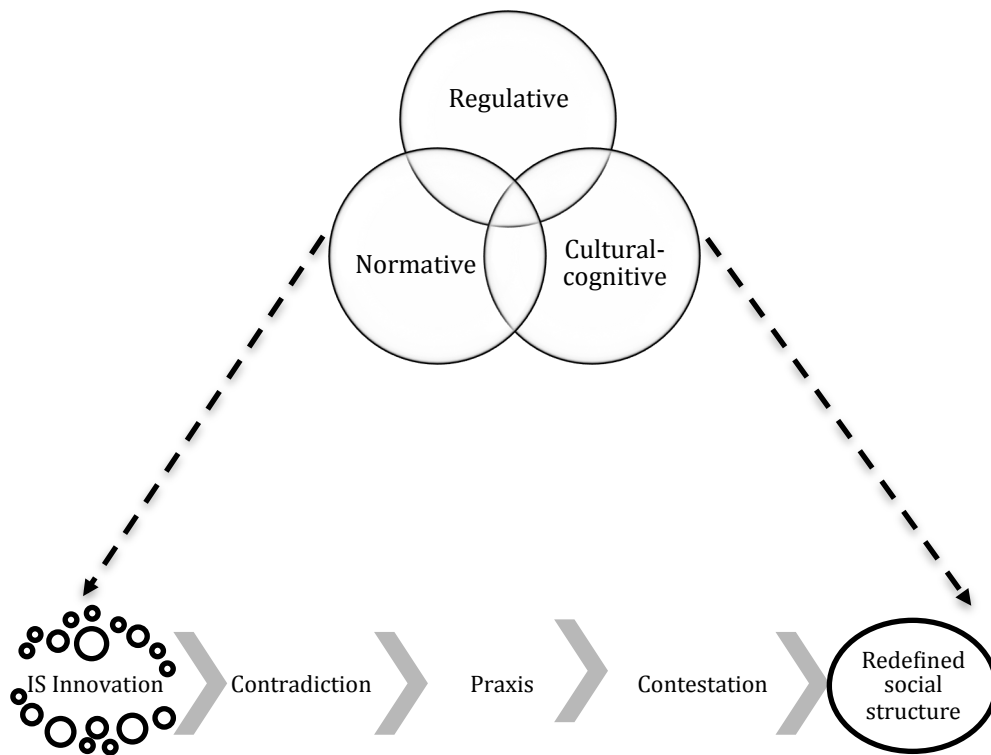 Regulative
Normative
Cultural-
cognitive
IS Innovation
Contradiction
Praxis
Contestation
Redefined
social
structure